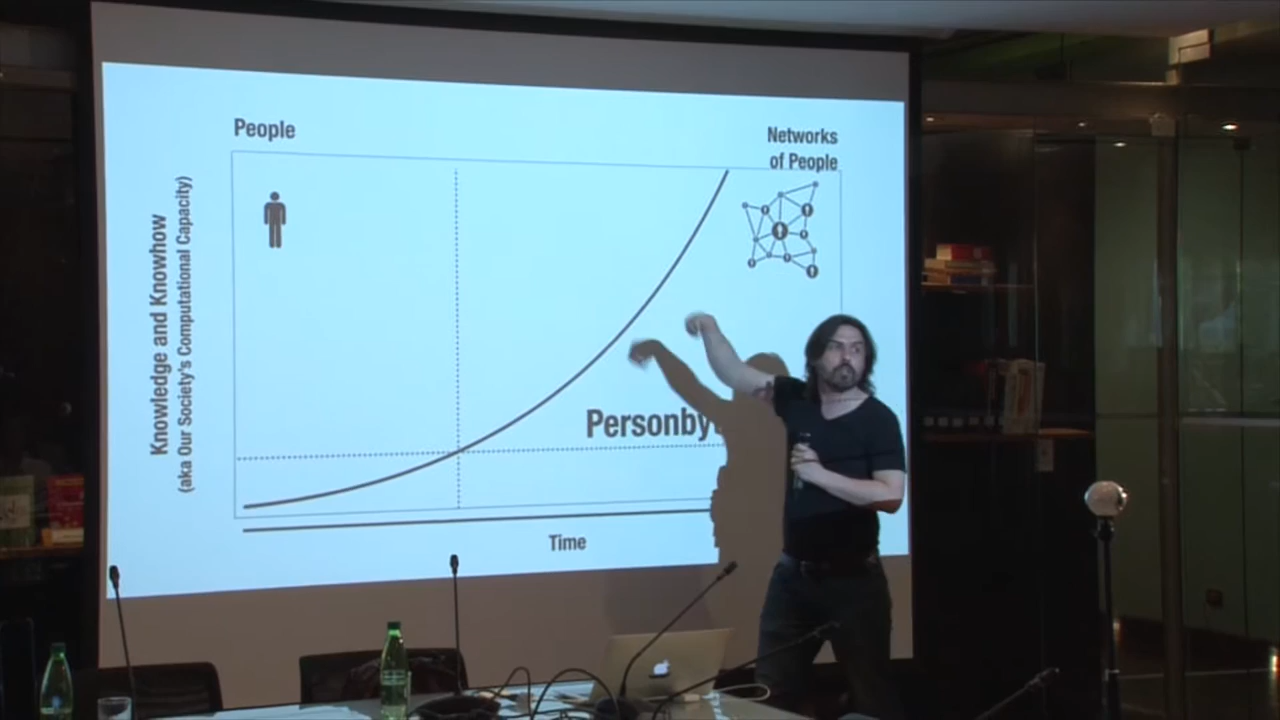 People
Networks
of People
Knowledge and Knowhow
(aka Our Society's Computational Capacity)
Time